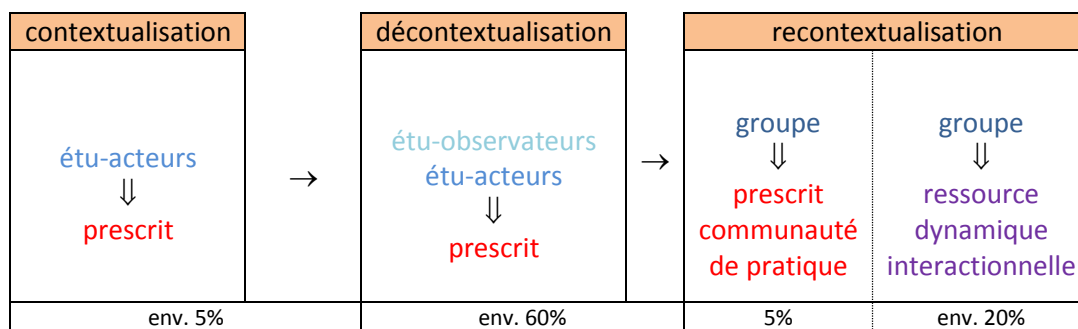 contextualisation
étu-acteurs
⇓
prescrit
env. 5%
→
décontextualisation
étu-observateurs
étu-acteurs
⇓
prescrit
env. 60%
→
recontextualisation
groupe
⇓
prescrit
communauté
de pratique
5%
groupe
⇓
ressource
dynamique
interactionnelle
env. 20%